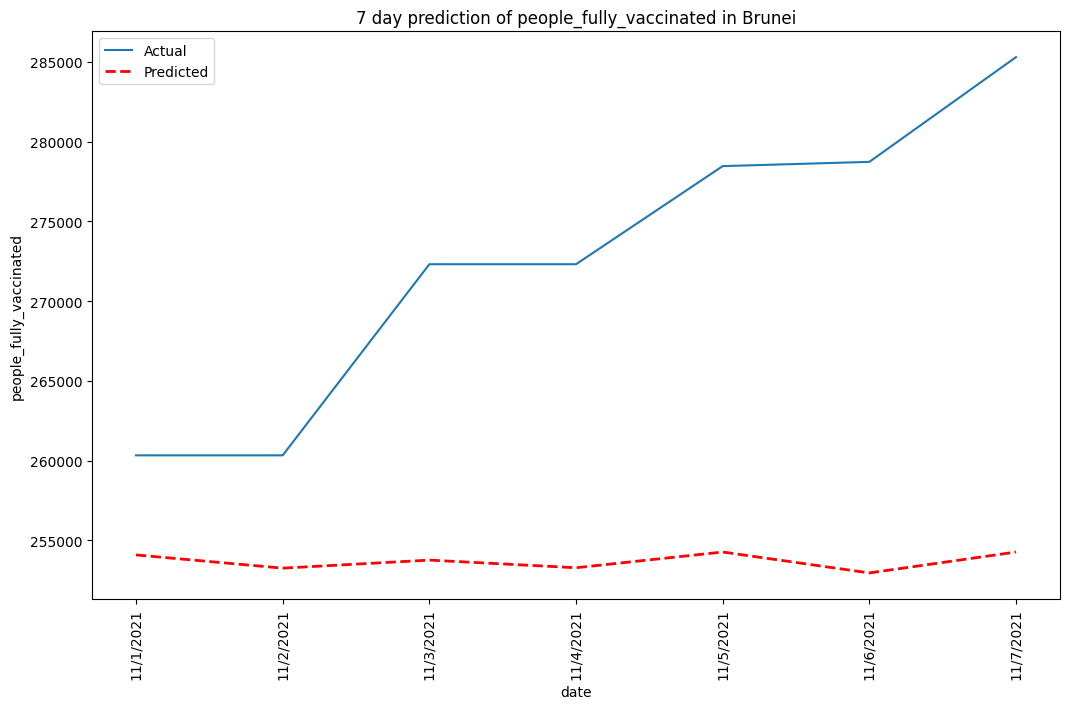 7 day prediction of people_fully_vaccinated in Brunei
Actual
Predicted
285000
280000
275000
270000
265000
260000
255000
people_fully_vaccinated
11/1/2021
11/2/2021
11/3/2021
11/4/2021
11/5/2021
11/6/2021
11/7/2021
date